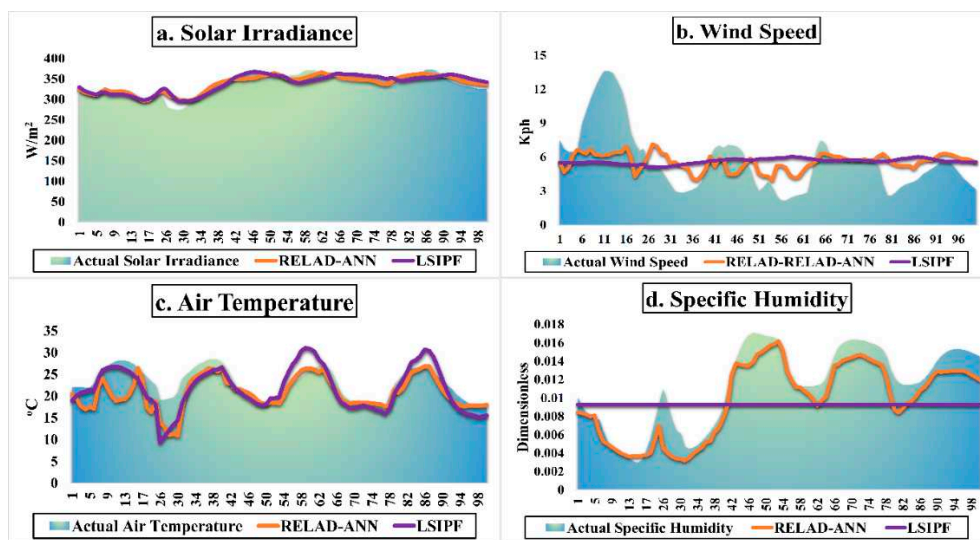 a. Solar Irradiance
400
350
300
250
200
150
100
50
0
W/m²
1 5 9 13 17 21 26 30 34 38 42 46 50 54 58 62 66 70 74 78 82 86 90 94 98
Actual Solar Irradiance RELAD-ANN LSIPF
b. Wind Speed
15
12
9
6
3
0
Kph
1 6 11 16 21 26 31 36 41 46 51 56 61 66 71 76 81 86 91 96
Actual Wind Speed RELAD-RELAD-ANN LSIPF
c. Air Temperature
35
30
25
20
15
10
5
0
°C
1 5 9 13 17 21 26 30 34 38 42 46 50 54 58 62 66 70 74 78 82 86 90 94 98
Actual Air Temperature RELAD-ANN LSIPF
d. Specific Humidity
0.018
0.016
0.014
0.012
0.01
0.008
0.006
0.004
0.002
0
Dimensionless
1 5 9 13 17 21 26 30 34 38 42 46 50 54 58 62 66 70 74 78 82 86 90 94 98
Actual Specific Humidity RELAD-ANN LSIPF